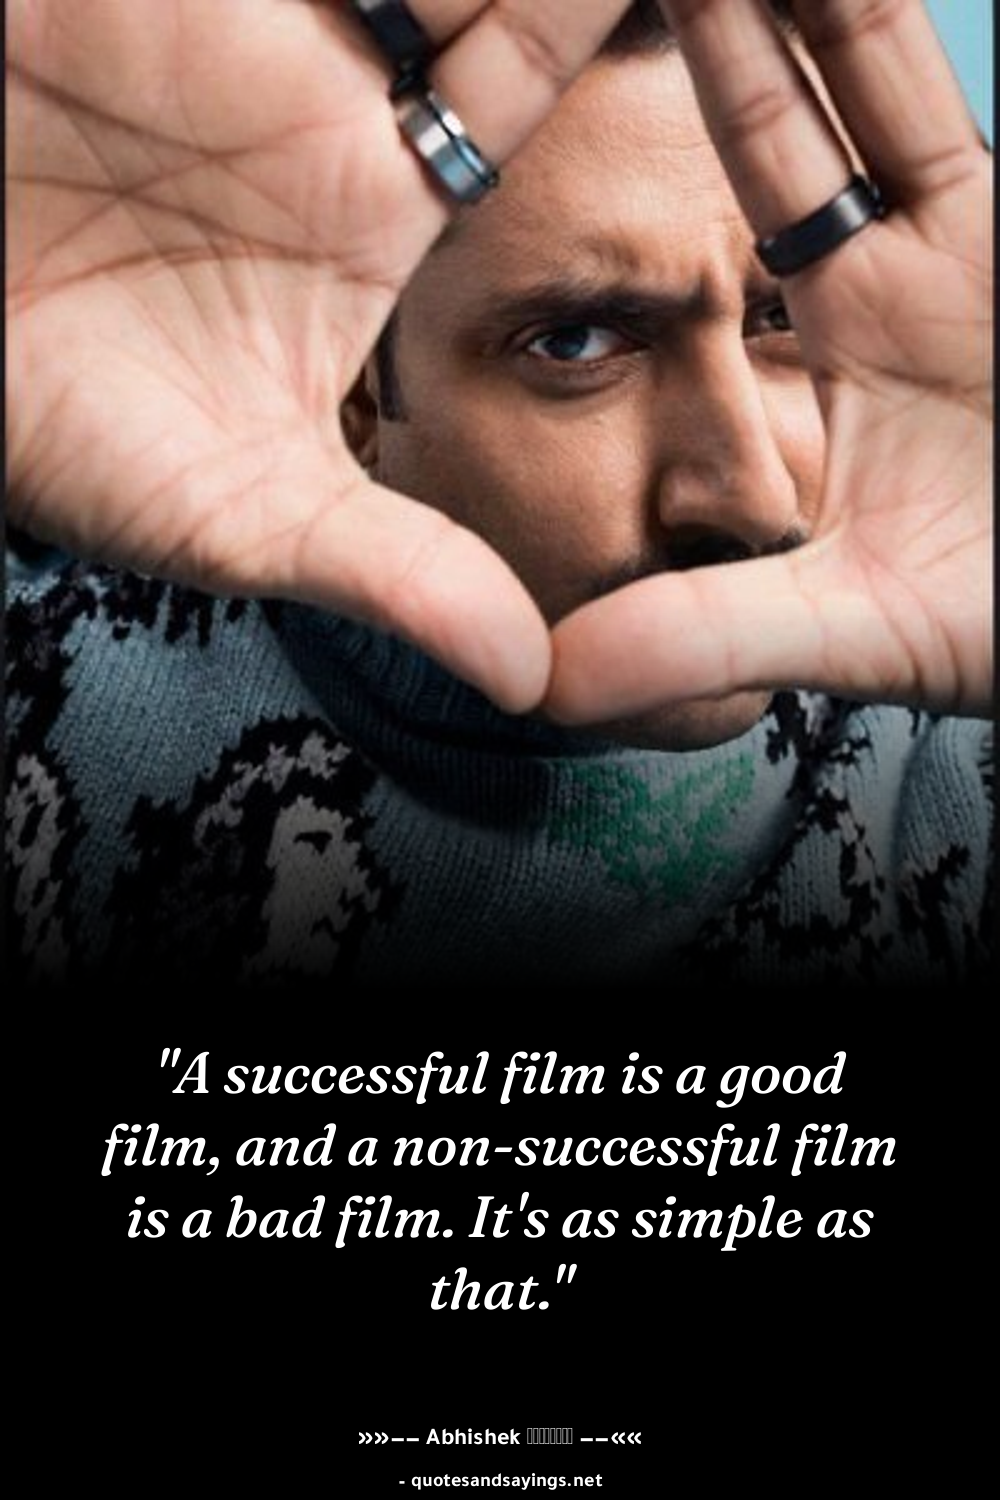 "A successful film is a good
film, and a non-successful film
is a bad film. It's as simple as
that."
»»–– Abhishek ––««
- quotesandsayings.net